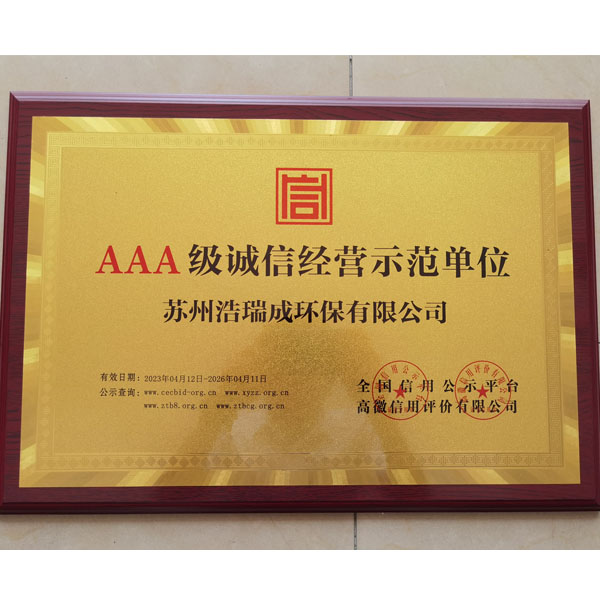 信
AAA级诚信经营示范单位
苏州浩瑞成环保有限公司
有效日期：2023年04月12日-2026年04月11日
公示查询：www.cecbid-org.cn www.xyzz-org.cn
www.ztb8.org.cn www.ztbcg.org.cn
全国信用公示平台
高徽信用评价有限公司